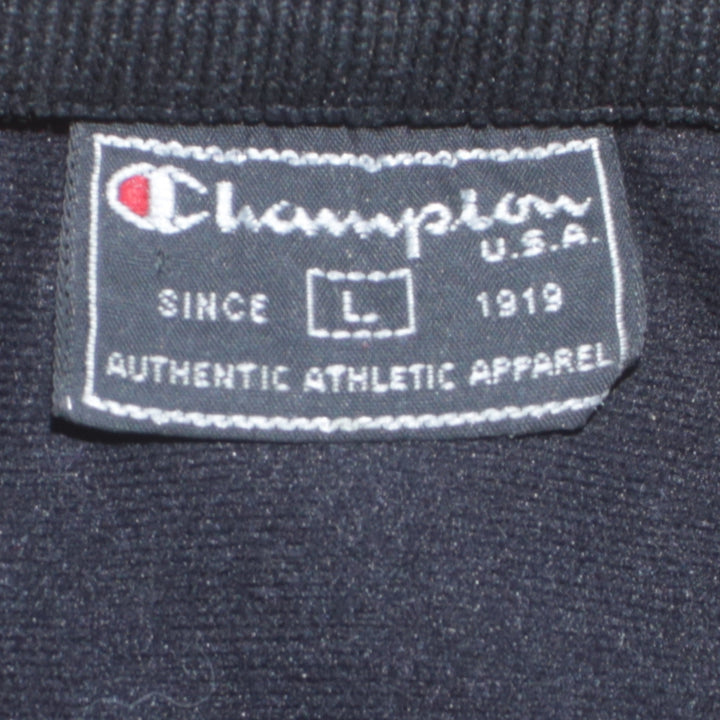 Champion
U.S.A.
SINCE L. 1919
AUTHENTIC ATHLETIC APPAREL